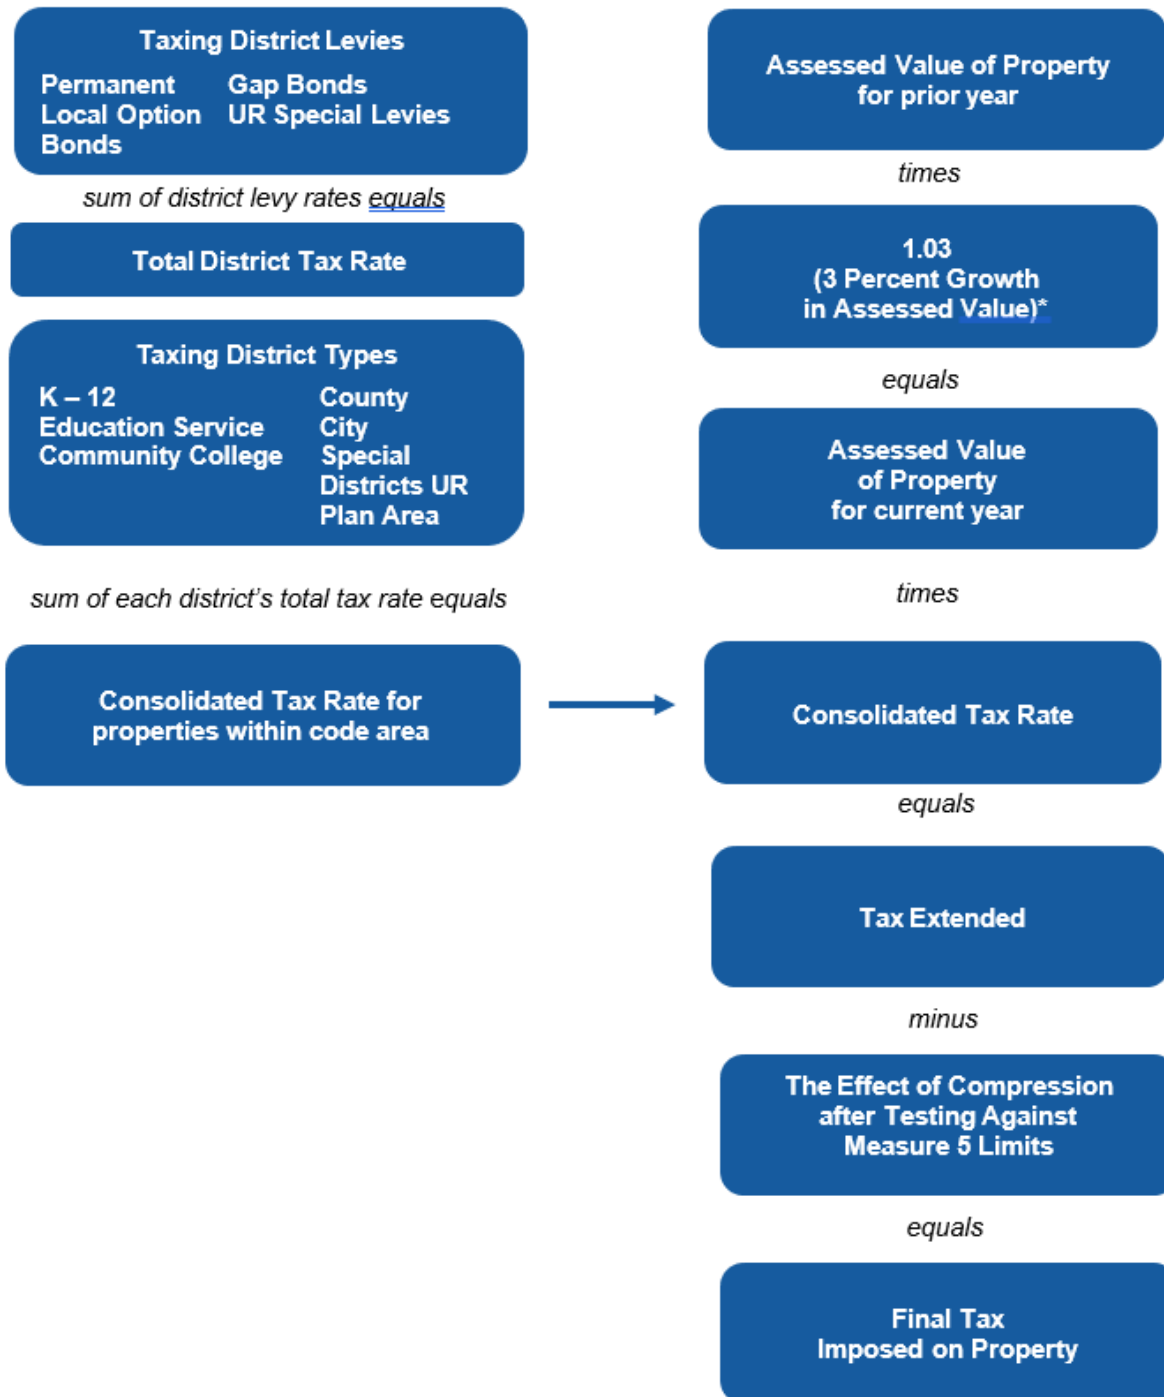 Taxing District Levies
Permanent Gap Bonds
Local Option UR Special Levies
Bonds
sum of district levy rates equals
Total District Tax Rate
Taxing District Types
K – 12 County
Education Service City
Community College Special
Districts UR
Plan Area
sum of each district's total tax rate equals
Consolidated Tax Rate for
properties within code area
Assessed Value of Property
for prior year
times
1.03
(3 Percent Growth
in Assessed Value)*
equals
Assessed Value
of Property
for current year
times
Consolidated Tax Rate
equals
Tax Extended
minus
The Effect of Compression
after Testing Against
Measure 5 Limits
equals
Final Tax
Imposed on Property